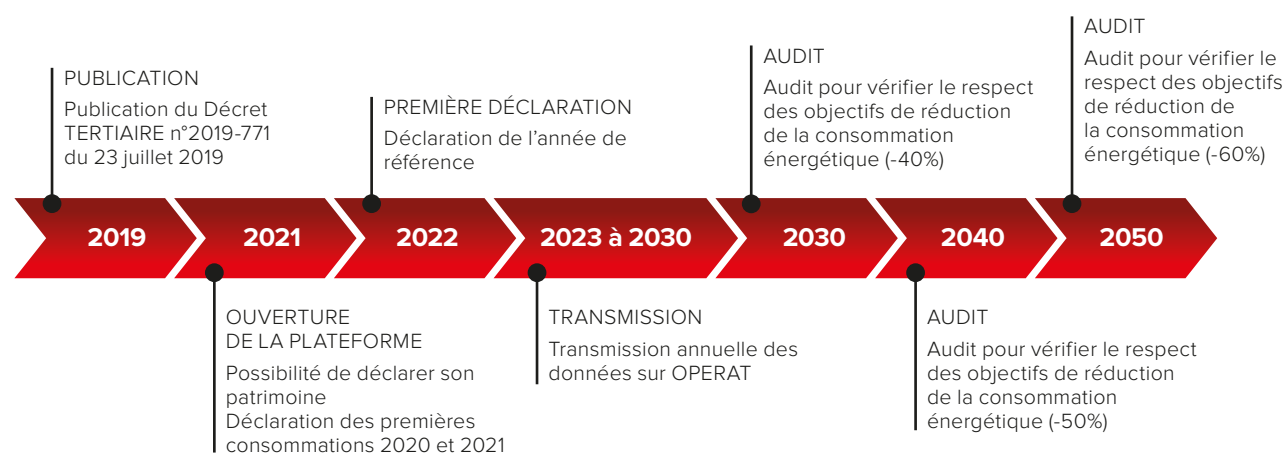 PUBLICATION
Publication du Décret
TERTIAIRE n°2019-771
du 23 juillet 2019
PREMIÈRE DÉCLARATION
Déclaration de l’année de
référence
AUDIT
Audit pour vérifier le respect
des objectifs de réduction
de la consommation
énergétique (-40%)
AUDIT
Audit pour vérifier le
respect des objectifs
de réduction de
la consommation
énergétique (-60%)
2019
2021
2022
2023 à 2030
2030
2040
2050
OUVERTURE
DE LA PLATEFORME
Possibilité de déclarer son
patrimoine
Déclaration des premières
consommations 2020 et 2021
TRANSMISSION
Transmission annuelle des
données sur OPERAT
AUDIT
Audit pour vérifier le respect
des objectifs de réduction
de la consommation
énergétique (-50%)